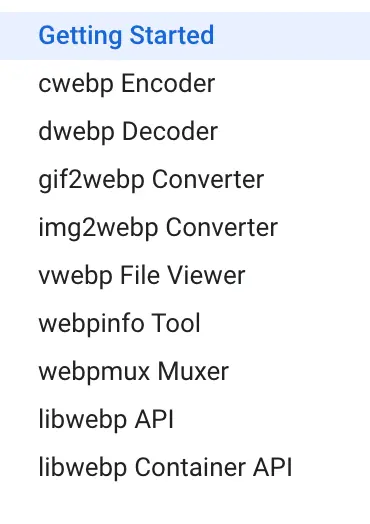 Getting Started
cwebp Encoder
dwebp Decoder
gif2webp Converter
img2webp Converter
vwebp File Viewer
webpinfo Tool
webpmux Muxer
libwebp API
libwebp Container API